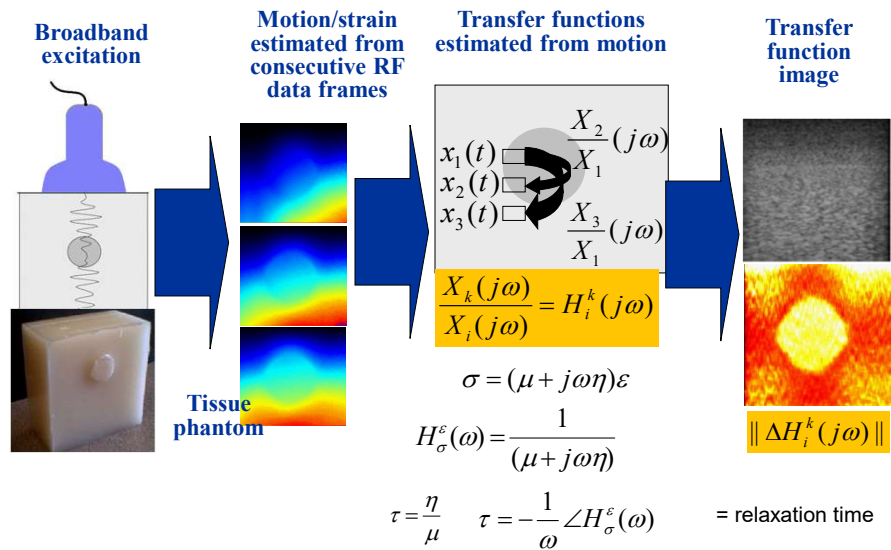 Broadband
excitation
Motion/strain
estimated from
consecutive RF
data frames
Transfer functions
estimated from motion
Transfer
function
image
x₁(t)
x₂(t)
x₃(t)
X₂/X₁ (jω)
X₃/X₁ (jω)
X_k(jω)/X_i(jω) = H_i^k(jω)
Tissue
phantom
σ = (μ + jωη)ε
H_σ^ε(ω) = 1/(μ + jωη)
|| ΔH_i^k(jω) ||
τ = η/μ τ = −1/ω ∠H_σ^ε(ω) = relaxation time